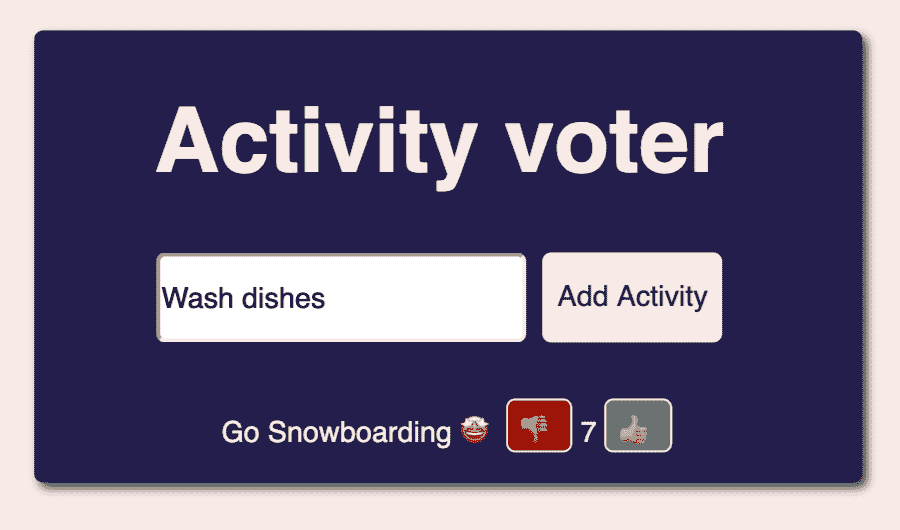 Activity voter
Wash dishes Add Activity
Go Snowboarding 🤩 👎 7 👍